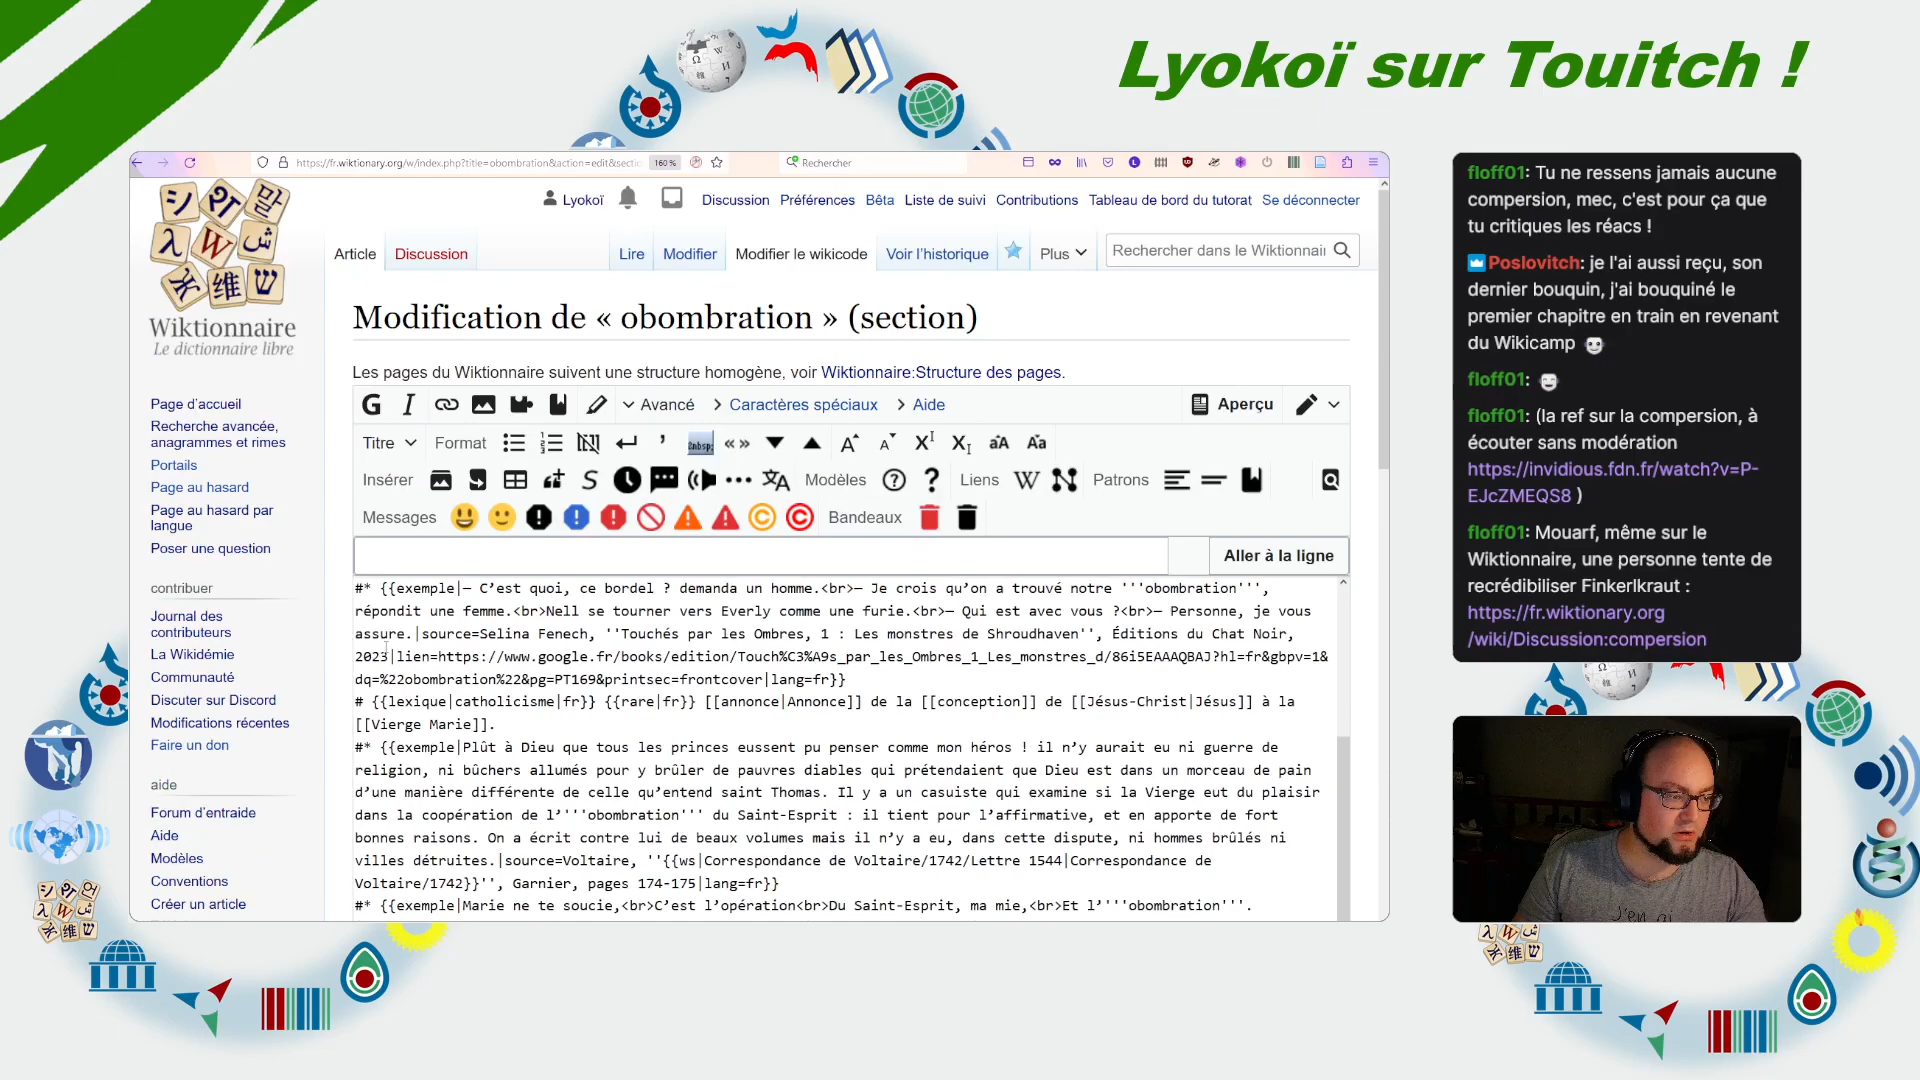 Lyokoï sur Touitch !
https://fr.wiktionary.org/w/index.php?title=obombration&action=edit&sectio
160 %
Rechercher
Wiktionnaire
Le dictionnaire libre
Lyokoï
Discussion
Préférences
Bêta
Liste de suivi
Contributions
Tableau de bord du tutorat
Se déconnecter
Article
Discussion
Lire
Modifier
Modifier le wikicode
Voir l’historique
Plus
Rechercher dans le Wiktionnai
Modification de « obombration » (section)
Les pages du Wiktionnaire suivent une structure homogène, voir Wiktionnaire:Structure des pages.
G I Avancé Caractères spéciaux Aide Aperçu
Titre Format
Insérer Modèles Liens Patrons
Messages Bandeaux
Aller à la ligne
#* {{exemple|— C’est quoi, ce bordel ? demanda un homme.<br>— Je crois qu’on a trouvé notre '''obombration''',
répondit une femme.<br>Nell se tourner vers Everly comme une furie.<br>— Qui est avec vous ?<br>— Personne, je vous
assure.|source=Selina Fenech, ''Touchés par les Ombres, 1 : Les monstres de Shroudhaven'', Éditions du Chat Noir,
2023|lien=https://www.google.fr/books/edition/Touch%C3%A9s_par_les_Ombres_1_Les_monstres_d/86i5EAAAQBAJ?hl=fr&gbpv=1&
dq=%22obombration%22&pg=PT169&printsec=frontcover|lang=fr}}
# {{lexique|catholicisme|fr}} {{rare|fr}} [[annonce|Annonce]] de la [[conception]] de [[Jésus-Christ|Jésus]] à la
[[Vierge Marie]].
#* {{exemple|Plût à Dieu que tous les princes eussent pu penser comme mon héros ! il n’y aurait eu ni guerre de
religion, ni bûchers allumés pour y brûler de pauvres diables qui prétendaient que Dieu est dans un morceau de pain
d’une manière différente de celle qu’entend saint Thomas. Il y a un casuiste qui examine si la Vierge eut du plaisir
dans la coopération de l’'''obombration''' du Saint-Esprit : il tient pour l’affirmative, et en apporte de fort
bonnes raisons. On a écrit contre lui de beaux volumes mais il n’y a eu, dans cette dispute, ni hommes brûlés ni
villes détruites.|source=Voltaire, ''{{ws|Correspondance de Voltaire/1742/Lettre 1544|Correspondance de
Voltaire/1742}}'', Garnier, pages 174-175|lang=fr}}
#* {{exemple|Marie ne te soucie,<br>C’est l’opération<br>Du Saint-Esprit, ma mie,<br>Et l’'''obombration'''.
Page d’accueil
Recherche avancée,
anagrammes et rimes
Portails
Page au hasard
Page au hasard par
langue
Poser une question
contribuer
Journal des
contributeurs
La Wikidémie
Communauté
Discuter sur Discord
Modifications récentes
Faire un don
aide
Forum d’entraide
Aide
Modèles
Conventions
Créer un article
floff01: Tu ne ressens jamais aucune
compersion, mec, c'est pour ça que
tu critiques les réacs !
Poslovitch: je l'ai aussi reçu, son
dernier bouquin, j'ai bouquiné le
premier chapitre en train en revenant
du Wikicamp
floff01:
floff01: (la ref sur la compersion, à
écouter sans modération
https://invidious.fdn.fr/watch?v=P-
EJcZMEQS8 )
floff01: Mouarf, même sur le
Wiktionnaire, une personne tente de
recrédibiliser Finkerlkraut :
https://fr.wiktionary.org
/wiki/Discussion:compersion
J'en ai